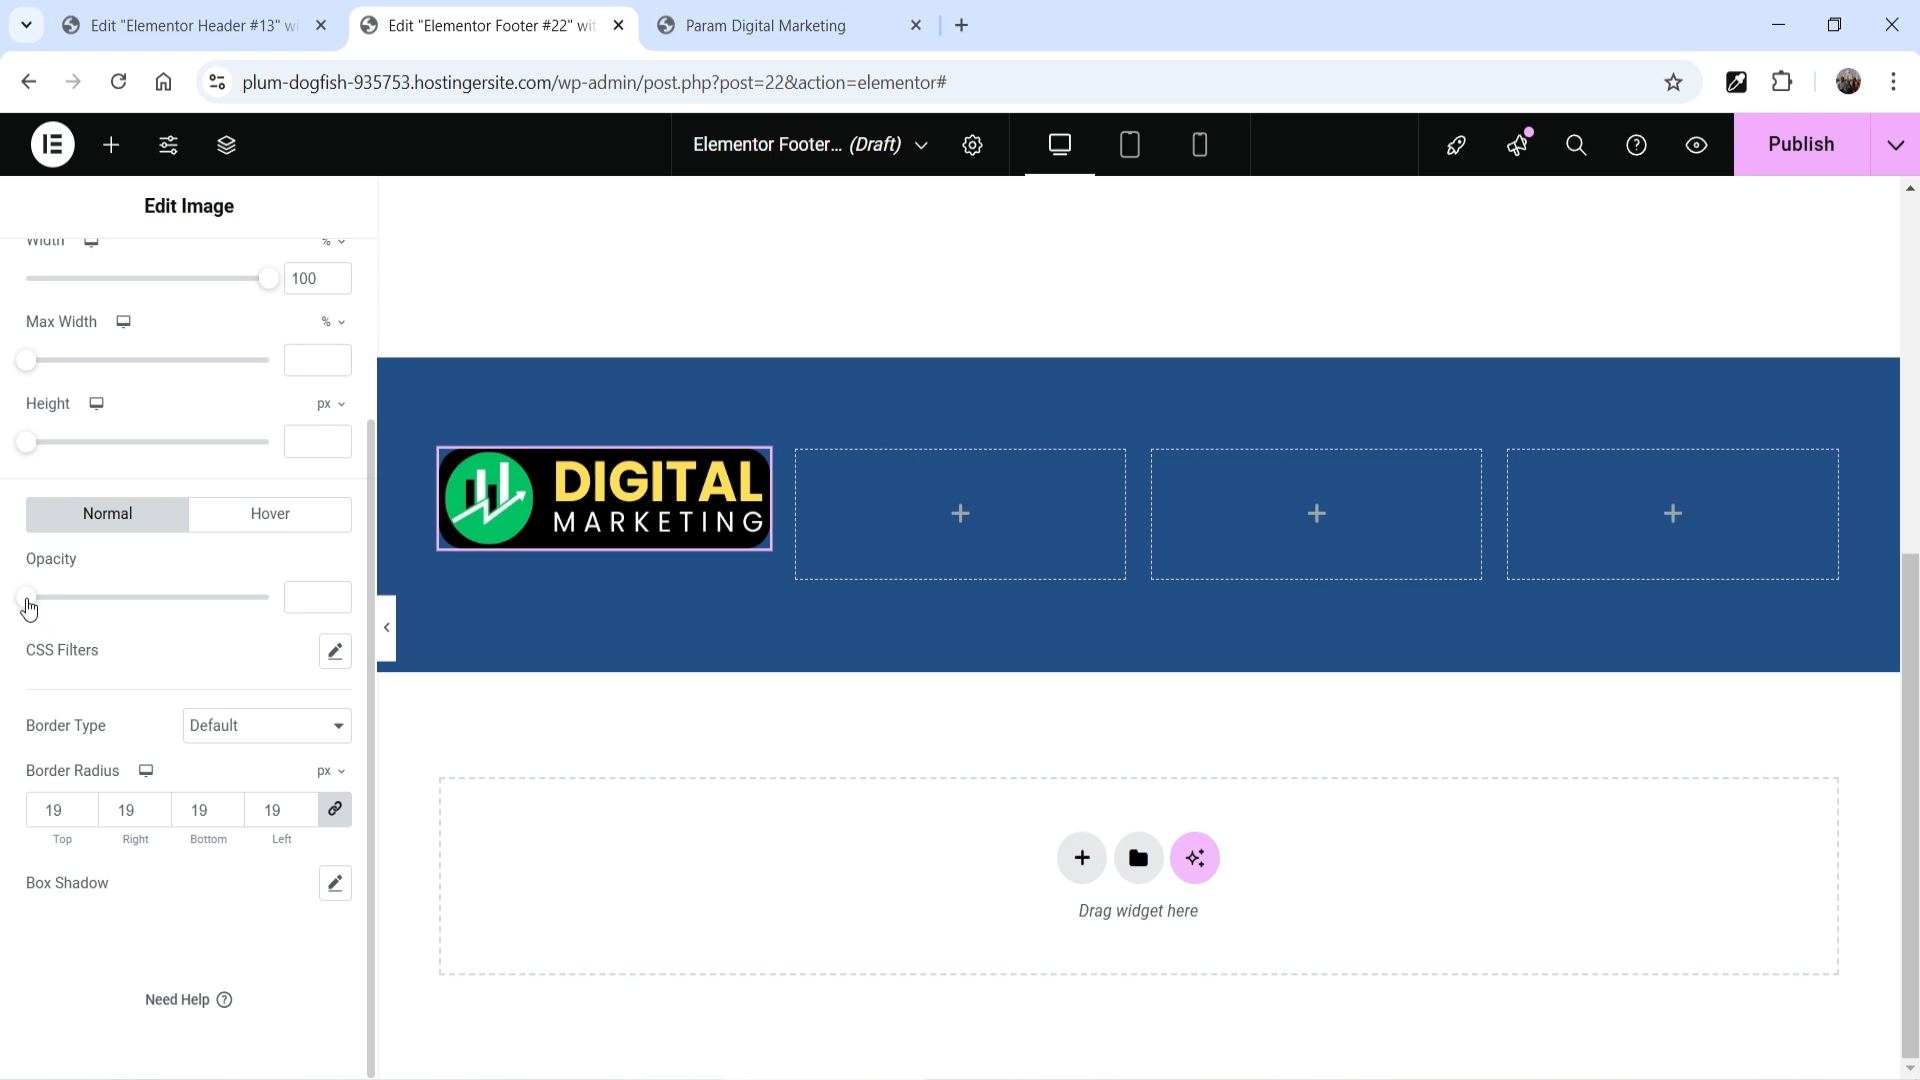 Edit "Elementor Header #13" wi
Edit "Elementor Footer #22" wit
Param Digital Marketing
plum-dogfish-935753.hostingersite.com/wp-admin/post.php?post=22&action=elementor#
Elementor Footer... (Draft)
Publish
Edit Image
Width %
100
Max Width %
Height px
Normal Hover
Opacity
CSS Filters
Border Type Default
Border Radius px
19 19 19 19
Top Right Bottom Left
Box Shadow
Need Help
DIGITAL
MARKETING
Drag widget here